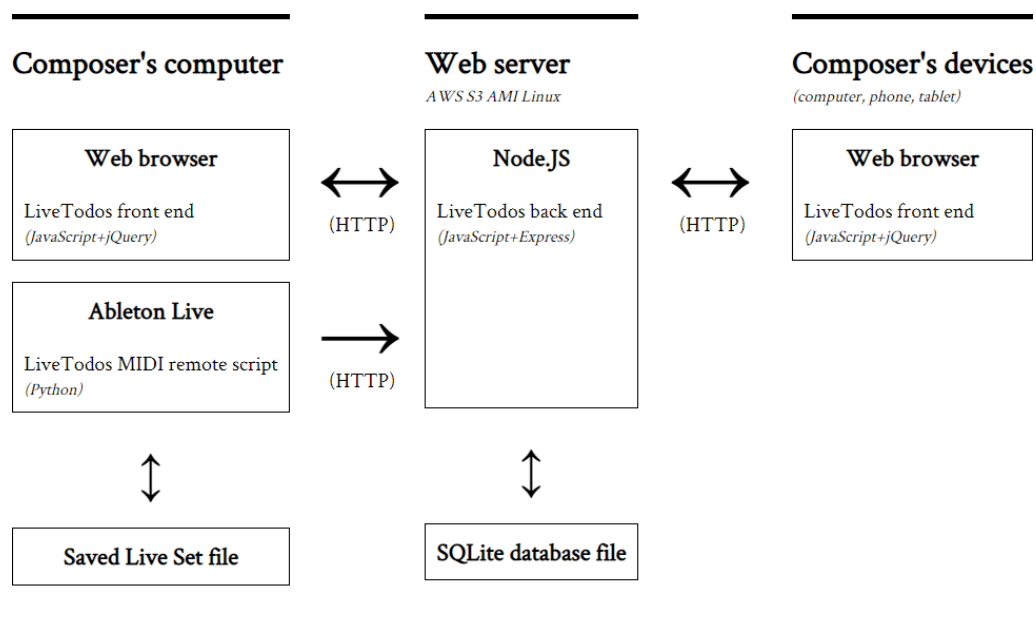 Composer's computer
Web browser
LiveTodos front end
(JavaScript+jQuery)
Ableton Live
LiveTodos MIDI remote script
(Python)
Saved Live Set file
(HTTP)
(HTTP)
Web server
AWS S3 AMI Linux
Node.JS
LiveTodos back end
(JavaScript+Express)
SQLite database file
(HTTP)
Composer's devices
(computer, phone, tablet)
Web browser
LiveTodos front end
(JavaScript+jQuery)